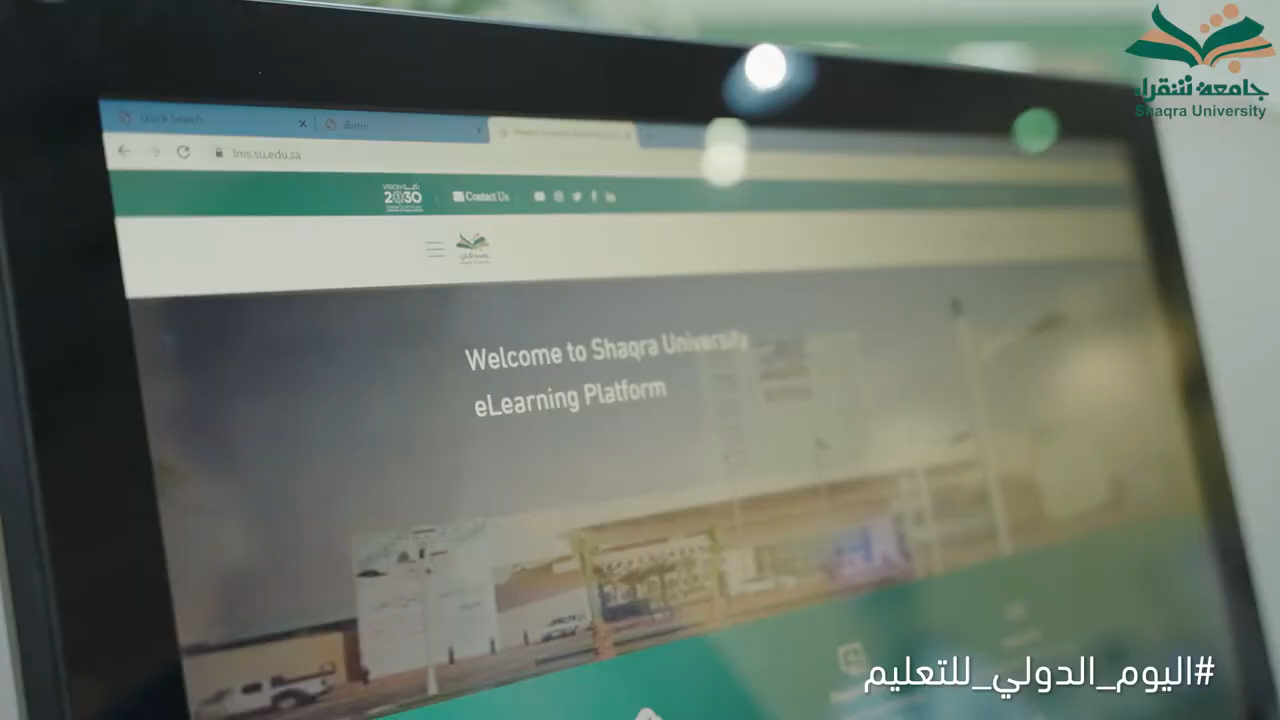 جامعة شقراء
Shaqra University
Quick Search
lms.su.edu.sa
VISION رؤية
2030
Contact Us
Welcome to Shaqra University
eLearning Platform
#اليوم_الدولي_للتعليم